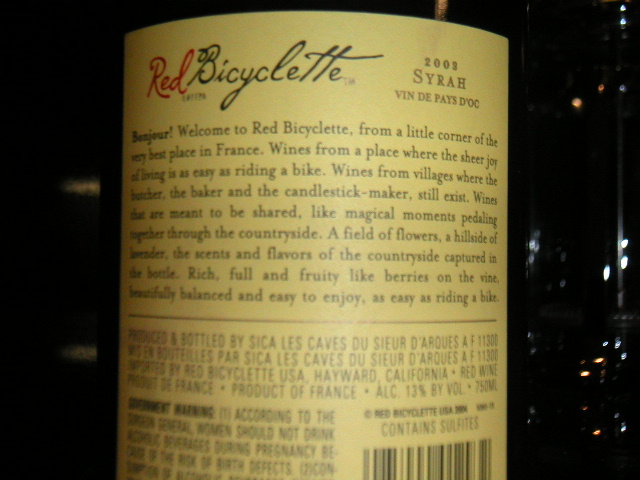 Red Bicyclette™
2003
SYRAH
VIN DE PAYS D'OC
Bonjour! Welcome to Red Bicyclette, from a little corner of the
very best place in France. Wines from a place where the sheer joy
of living is as easy as riding a bike. Wines from villages where the
butcher, the baker and the candlestick-maker, still exist. Wines
that are meant to be shared, like magical moments pedaling
together through the countryside. A field of flowers, a hillside of
lavender, the scents and flavors of the countryside captured in
the bottle. Rich, full and fruity like berries on the vine,
beautifully balanced and easy to enjoy, as easy as riding a bike.
PRODUCED & BOTTLED BY SICA LES CAVES DU SIEUR D'ARQUES A F 11300
MIS EN BOUTEILLES PAR SICA LES CAVES DU SIEUR D'ARQUES A F 11300
IMPORTED BY RED BICYCLETTE USA, HAYWARD, CALIFORNIA • RED WINE
PRODUIT DE FRANCE • PRODUCT OF FRANCE • ALC. 13% BY VOL • 750ML
GOVERNMENT WARNING: (1) ACCORDING TO THE
SURGEON GENERAL, WOMEN SHOULD NOT DRINK
ALCOHOLIC BEVERAGES DURING PREGNANCY BE-
CAUSE OF THE RISK OF BIRTH DEFECTS. (2) CON-
SUMPTION OF ALCOHOLIC BEVERAGES
© RED BICYCLETTE USA 2004
CONTAINS SULFITES